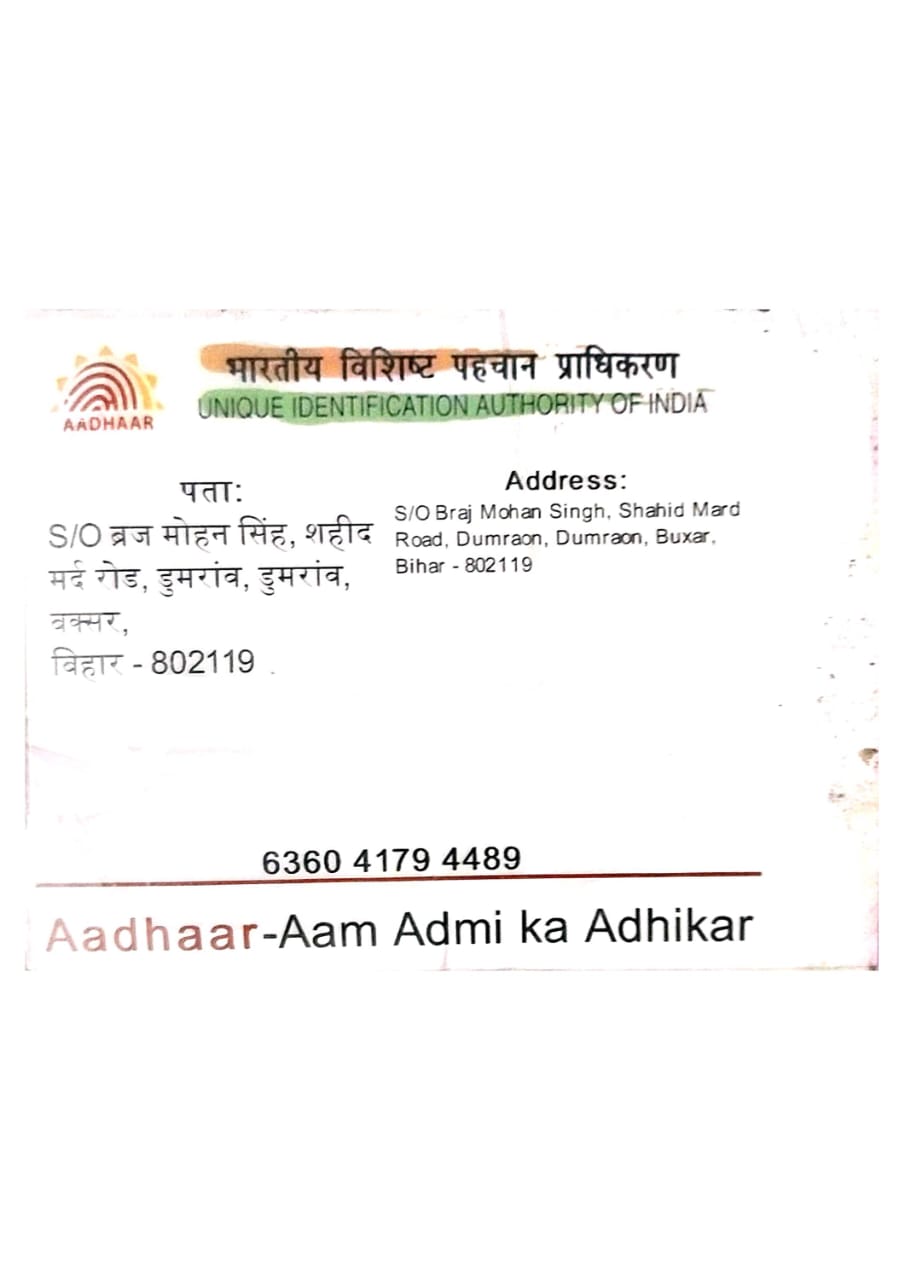 भारतीय विशिष्ट पहचान प्राधिकरण
UNIQUE IDENTIFICATION AUTHORITY OF INDIA
AADHAAR
पता:
S/O ब्रज मोहन सिंह, शहीद
मर्द रोड, डुमरांव, डुमरांव,
बक्सर,
बिहार - 802119
Address:
S/O Braj Mohan Singh, Shahid Mard
Road, Dumraon, Dumraon, Buxar,
Bihar - 802119
6360 4179 4489
Aadhaar-Aam Admi ka Adhikar